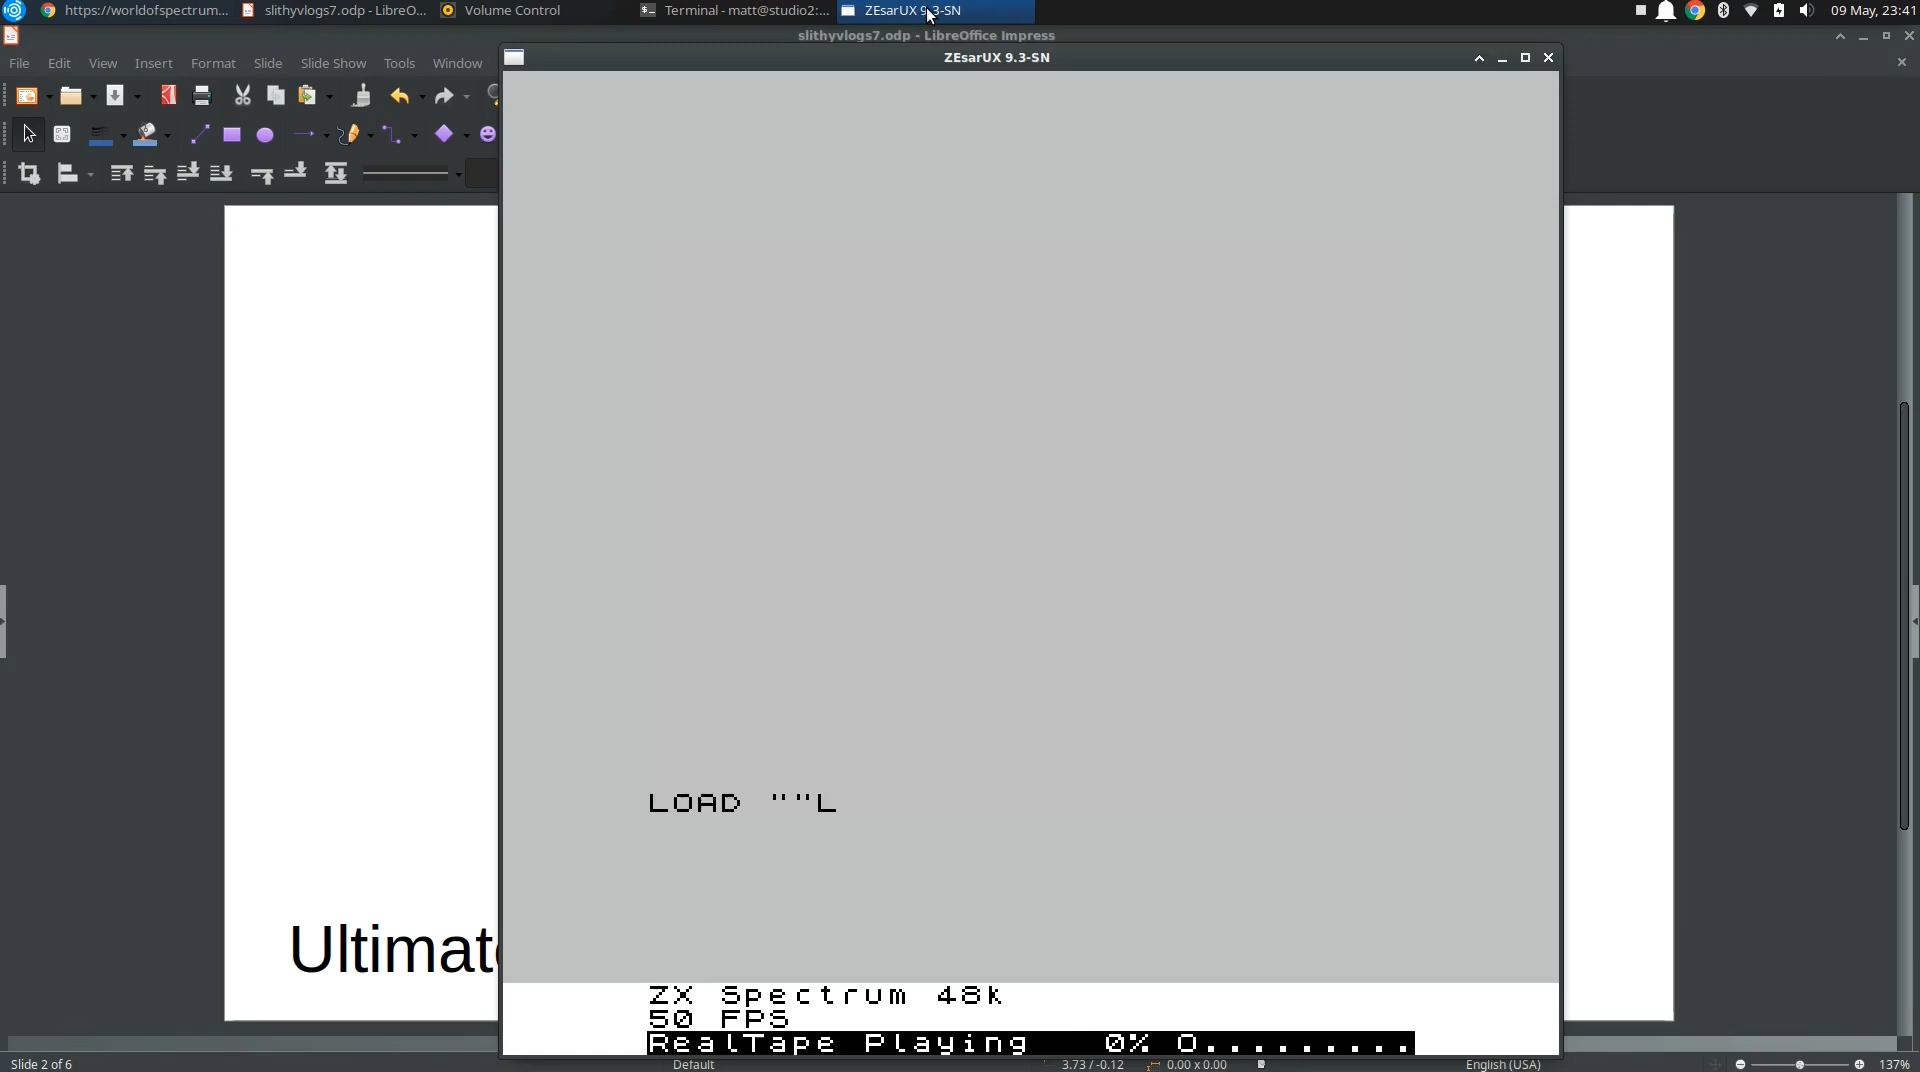 https://worldofspectrum...
slithyvlogs7.odp - LibreO...
Volume Control
Terminal - matt@studio2:...
ZEsarUX 9.3-SN
09 May, 23:41
slithyvlogs7.odp - LibreOffice Impress
File Edit View Insert Format Slide Slide Show Tools Window
ZEsarUX 9.3-SN
LOAD ""L
Ultimate
ZX Spectrum 48k
50 FPS
RealTape Playing 0% O.........
Slide 2 of 6
Default
3.73 / -0.12
0.00 x 0.00
English (USA)
137%